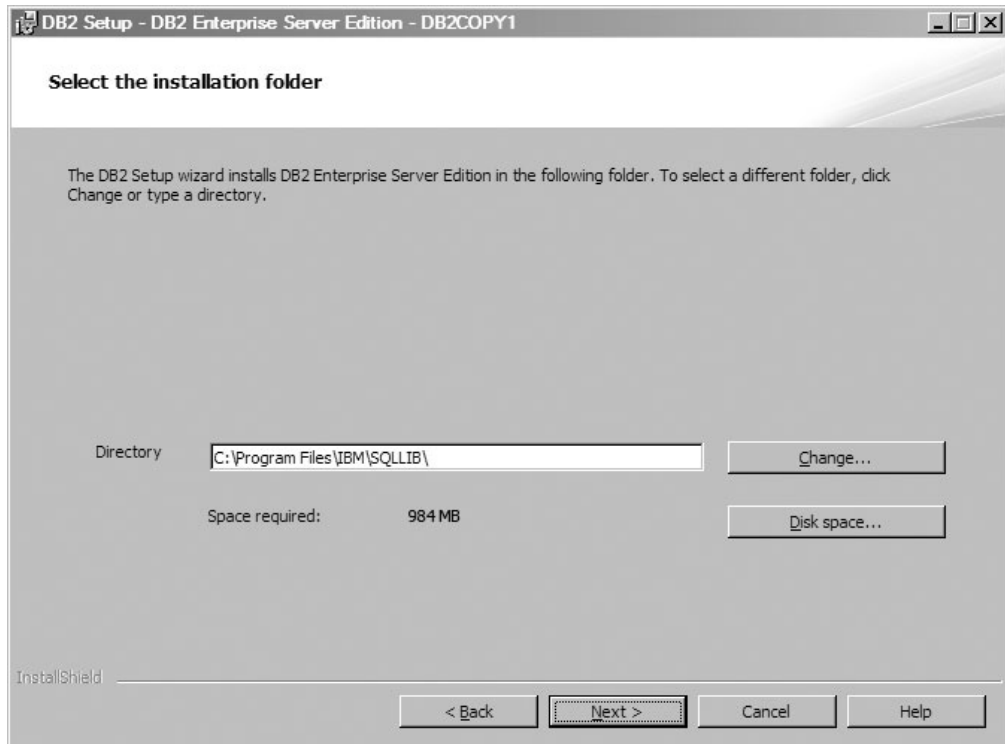 DB2 Setup - DB2 Enterprise Server Edition - DB2COPY1
Select the installation folder
The DB2 Setup wizard installs DB2 Enterprise Server Edition in the following folder. To select a different folder, click
Change or type a directory.
Directory C:\Program Files\IBM\SQLLIB\ Change...
Space required: 984 MB Disk space...
InstallShield
< Back Next > Cancel Help